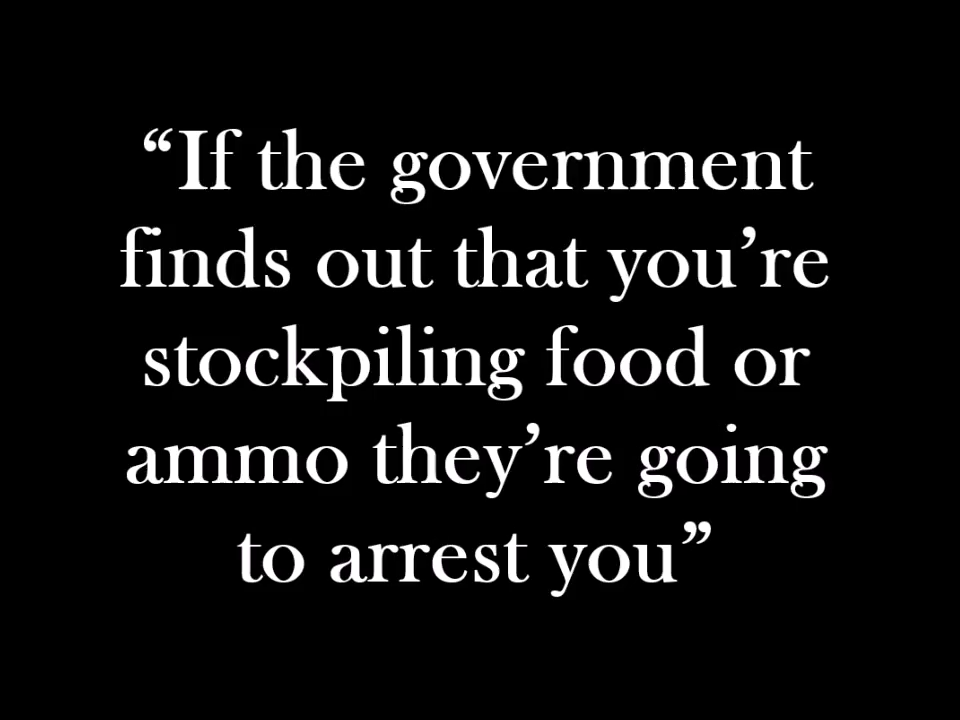 “If the government
finds out that you’re
stockpiling food or
ammo they’re going
to arrest you”